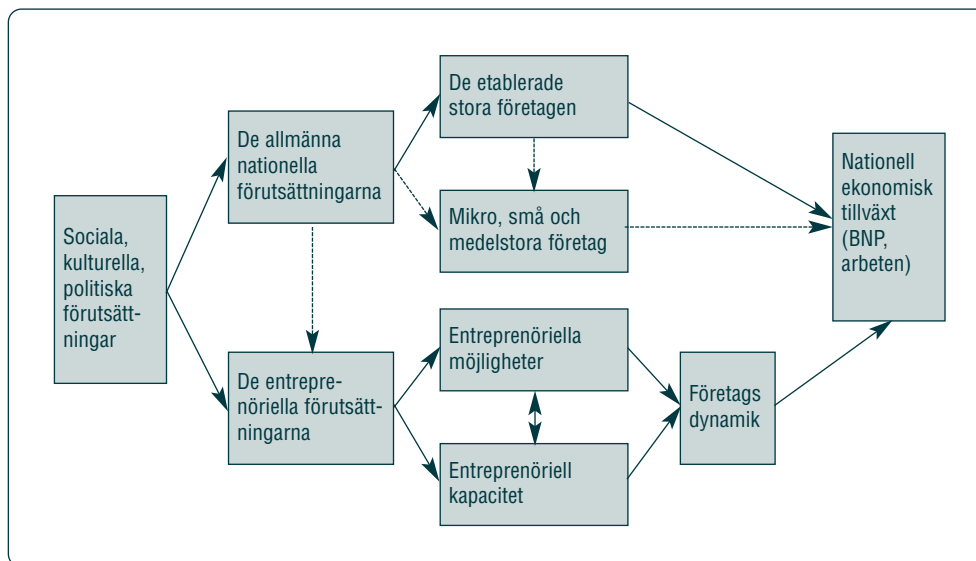 Sociala,
kulturella,
politiska
förutsätt-
ningar
De allmänna
nationella
förutsättningarna
De entrepre-
nöriella förutsätt-
ningarna
De etablerade
stora företagen
Mikro, små och
medelstora företag
Entreprenöriella
möjligheter
Entreprenöriell
kapacitet
Företags
dynamik
Nationell
ekonomisk
tillväxt
(BNP,
arbeten)